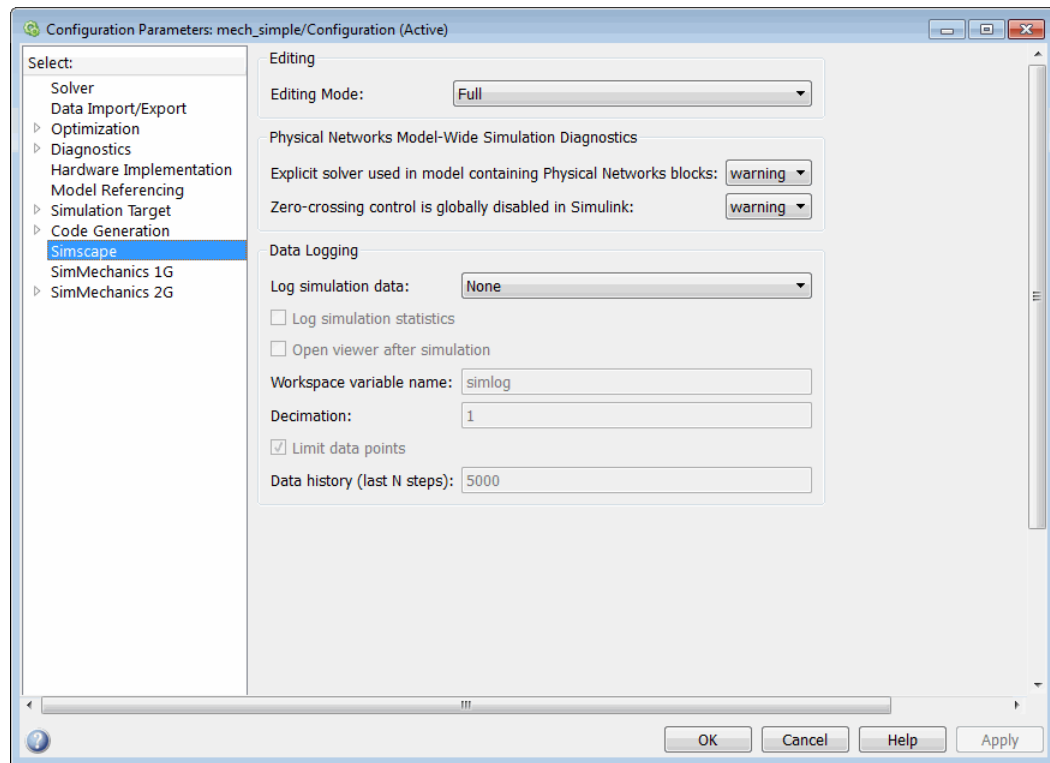 Configuration Parameters: mech_simple/Configuration (Active)
Select:
Solver
Data Import/Export
Optimization
Diagnostics
Hardware Implementation
Model Referencing
Simulation Target
Code Generation
Simscape
SimMechanics 1G
SimMechanics 2G
Editing
Editing Mode: Full
Physical Networks Model-Wide Simulation Diagnostics
Explicit solver used in model containing Physical Networks blocks: warning
Zero-crossing control is globally disabled in Simulink: warning
Data Logging
Log simulation data: None
Log simulation statistics
Open viewer after simulation
Workspace variable name: simlog
Decimation: 1
Limit data points
Data history (last N steps): 5000
OK Cancel Help Apply